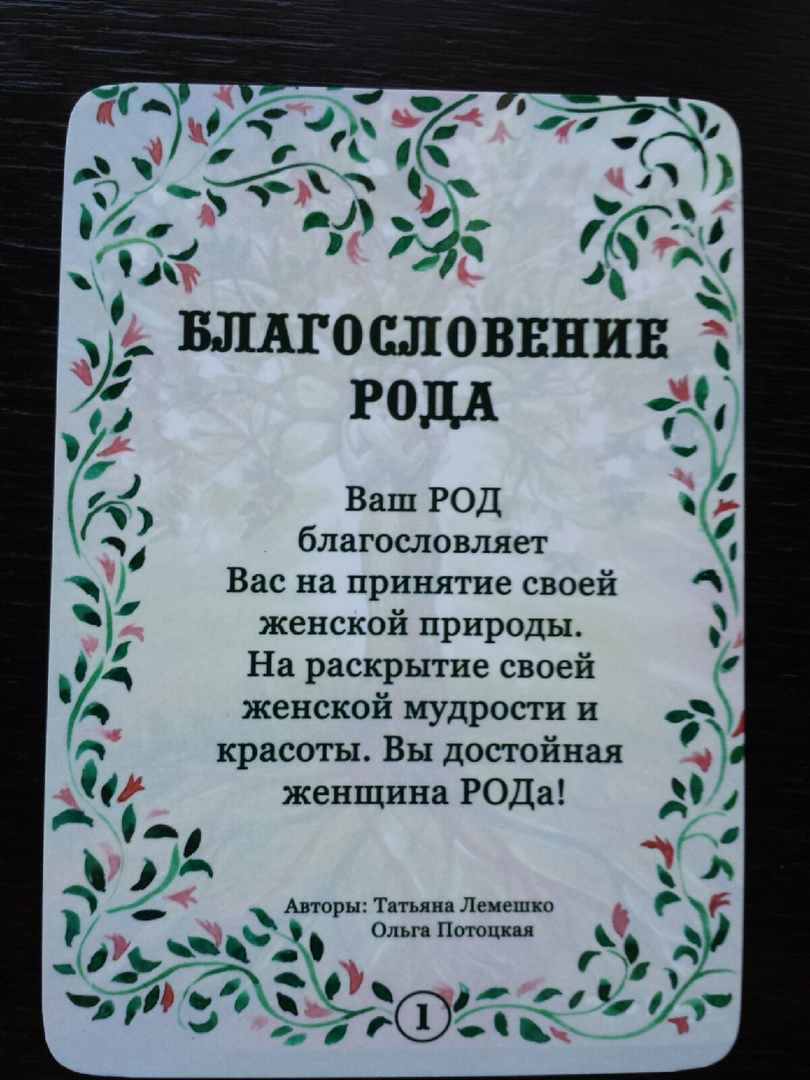 БЛАГОСЛОВЕНИЕ
РОДА
Ваш РОД
благословляет
Вас на принятие своей
женской природы.
На раскрытие своей
женской мудрости и
красоты. Вы достойная
женщина РОДа!
Авторы: Татьяна Лемешко
Ольга Потоцкая
1